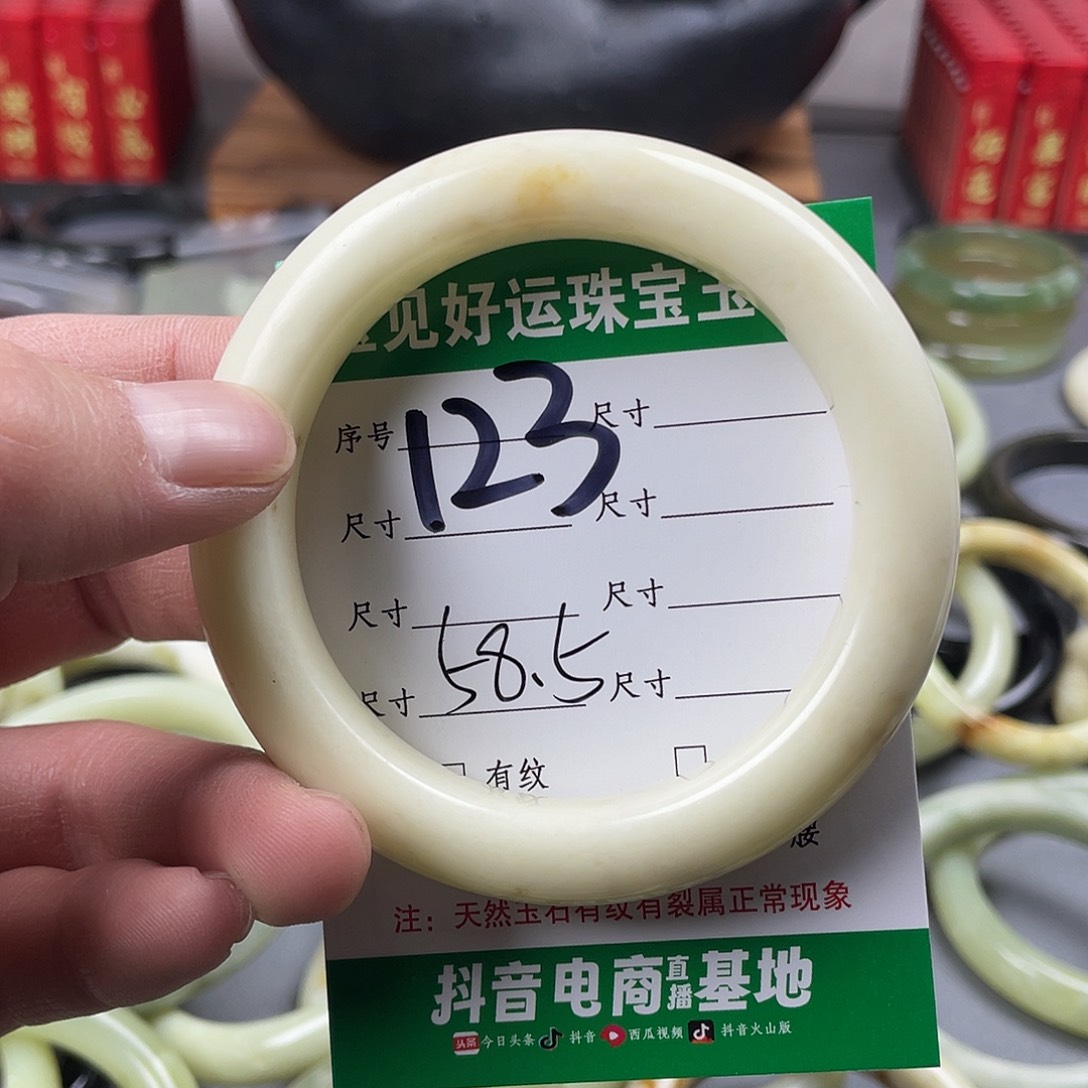 见好运珠宝玉
序号 123 尺寸
尺寸 尺寸
尺寸 尺寸
尺寸 58.5 尺寸
有纹
注：天然玉石有纹有裂属正常现象
抖音电商直播基地
头条 今日头条 抖音 西瓜视频 抖音火山版